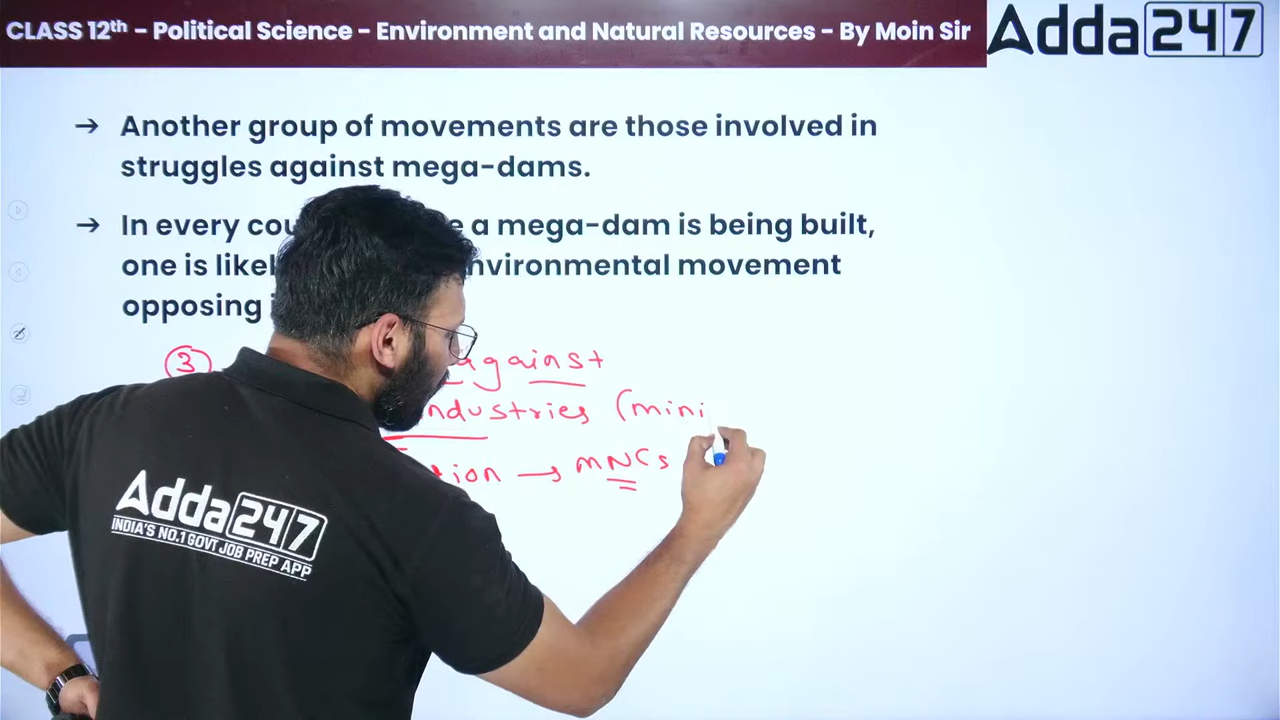 CLASS 12th – Political Science – Environment and Natural Resources – By Moin Sir
Adda247
→ Another group of movements are those involved in
struggles against mega-dams.
→ In every cou e a mega-dam is being built,
one is likel nvironmental movement
opposing
3 against
ndustries (mini
tion → MNCs
Adda247
INDIA'S NO.1 GOVT JOB PREP APP